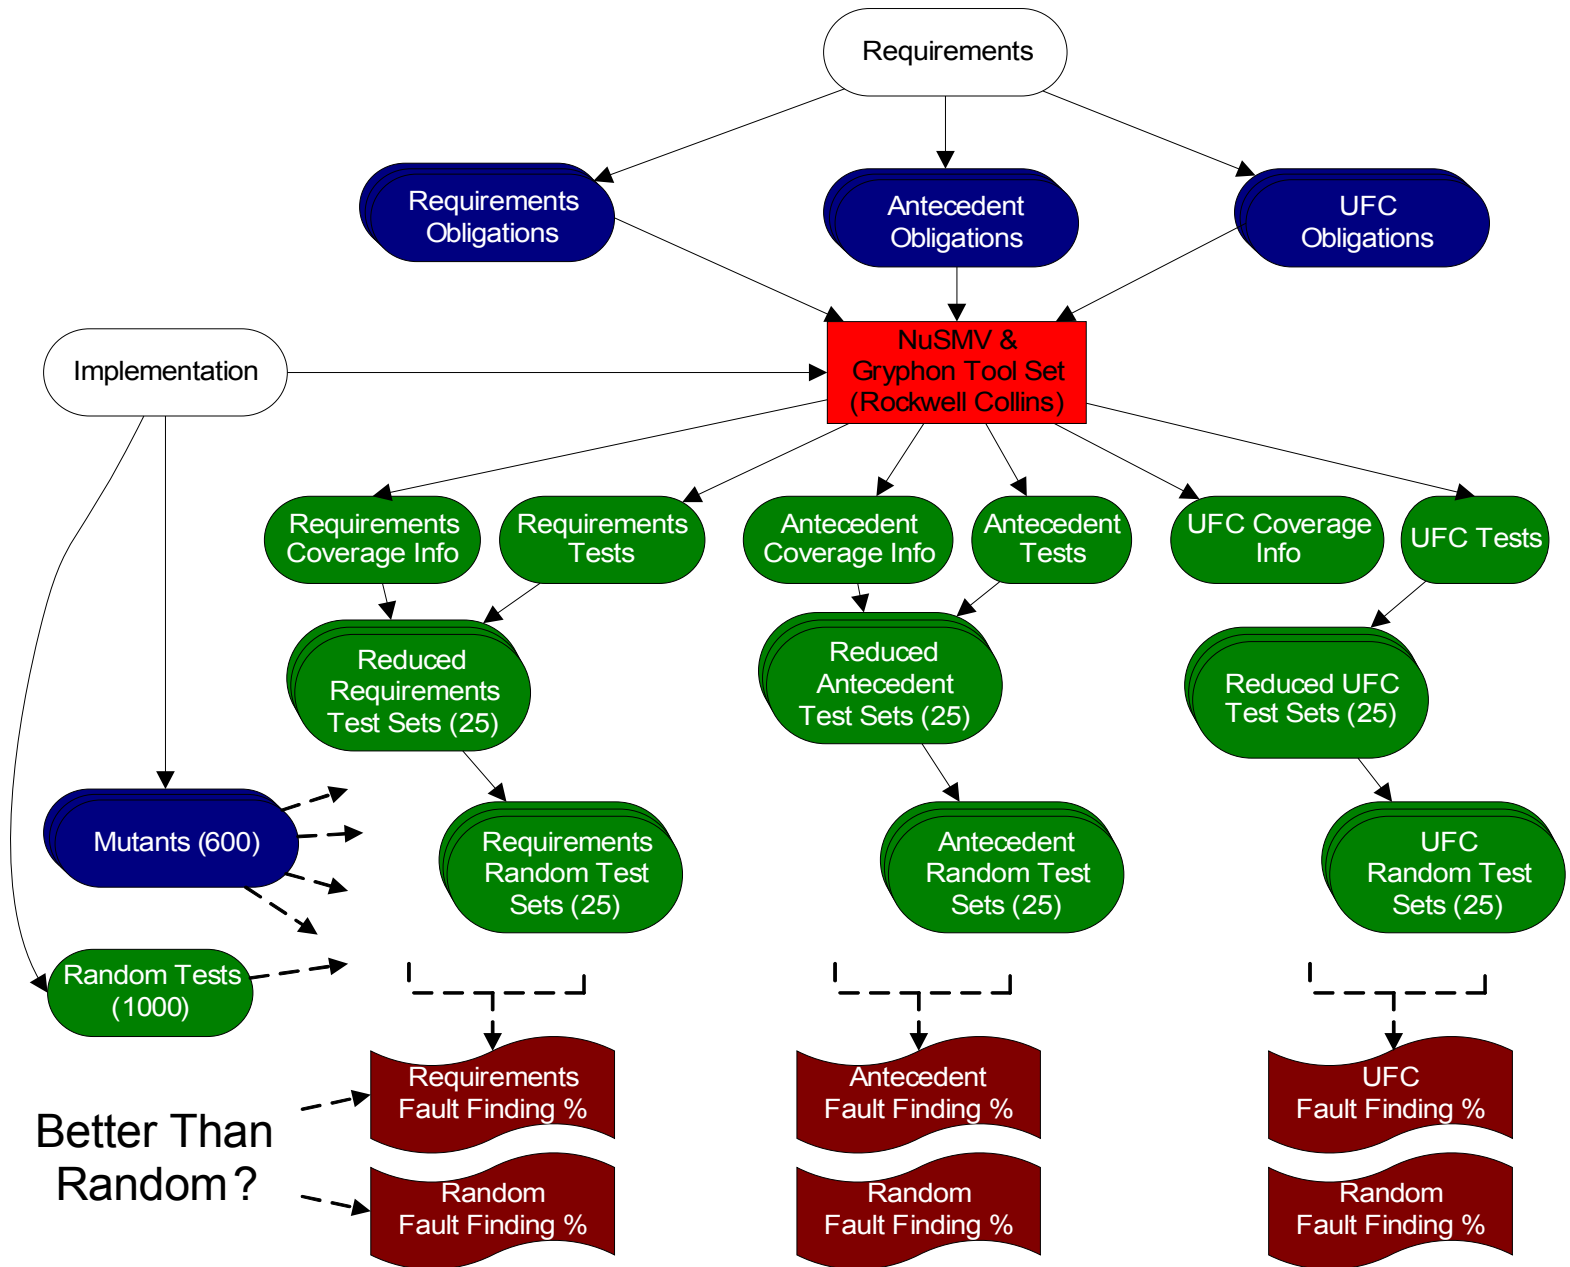 Requirements
Requirements
Obligations
Antecedent
Obligations
UFC
Obligations
Implementation
NuSMV &
Gryphon Tool Set
(Rockwell Collins)
Requirements
Coverage Info
Requirements
Tests
Antecedent
Coverage Info
Antecedent
Tests
UFC Coverage
Info
UFC Tests
Reduced
Requirements
Test Sets (25)
Reduced
Antecedent
Test Sets (25)
Reduced UFC
Test Sets (25)
Mutants (600)
Requirements
Random Test
Sets (25)
Antecedent
Random Test
Sets (25)
UFC
Random Test
Sets (25)
Random Tests
(1000)
Requirements
Fault Finding %
Antecedent
Fault Finding %
UFC
Fault Finding %
Better Than
Random?
Random
Fault Finding %
Random
Fault Finding %
Random
Fault Finding %